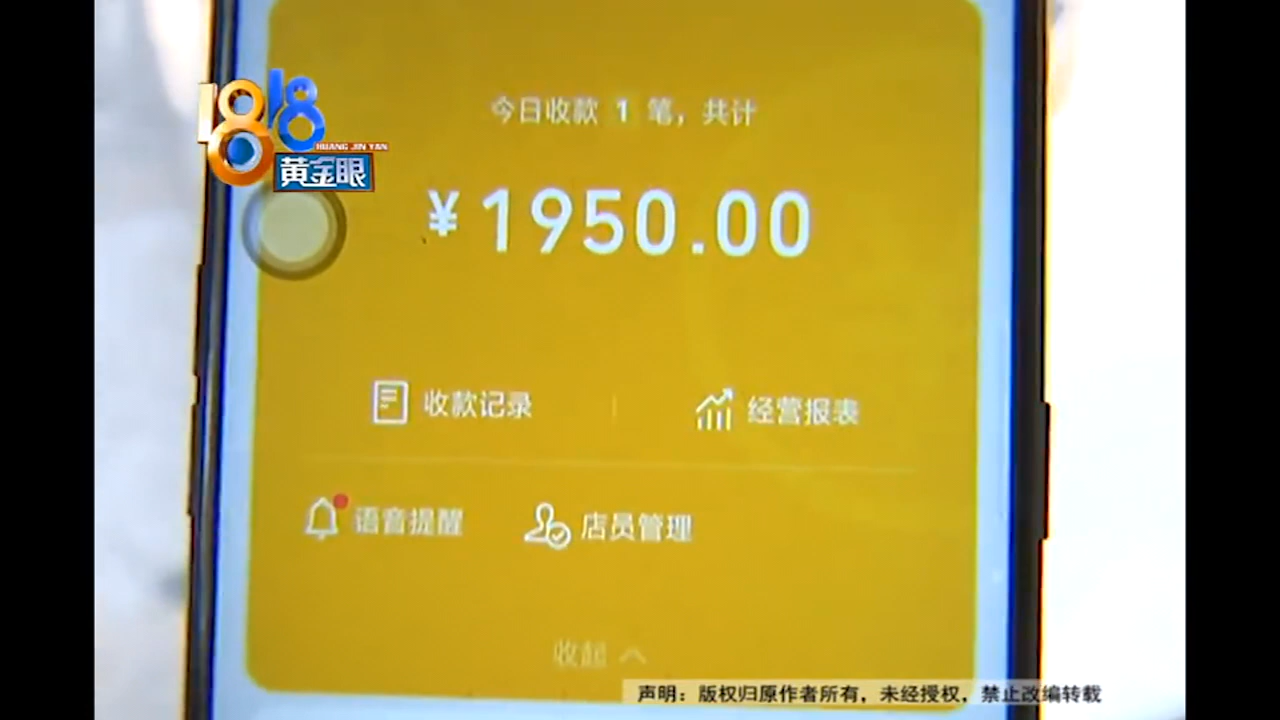 1818
HUANG JIN YAN
黄金眼
今日收款 1 笔，共计
¥1950.00
收款记录
经营报表
语音提醒
店员管理
收起
声明：版权归原作者所有，未经授权，禁止改编转载